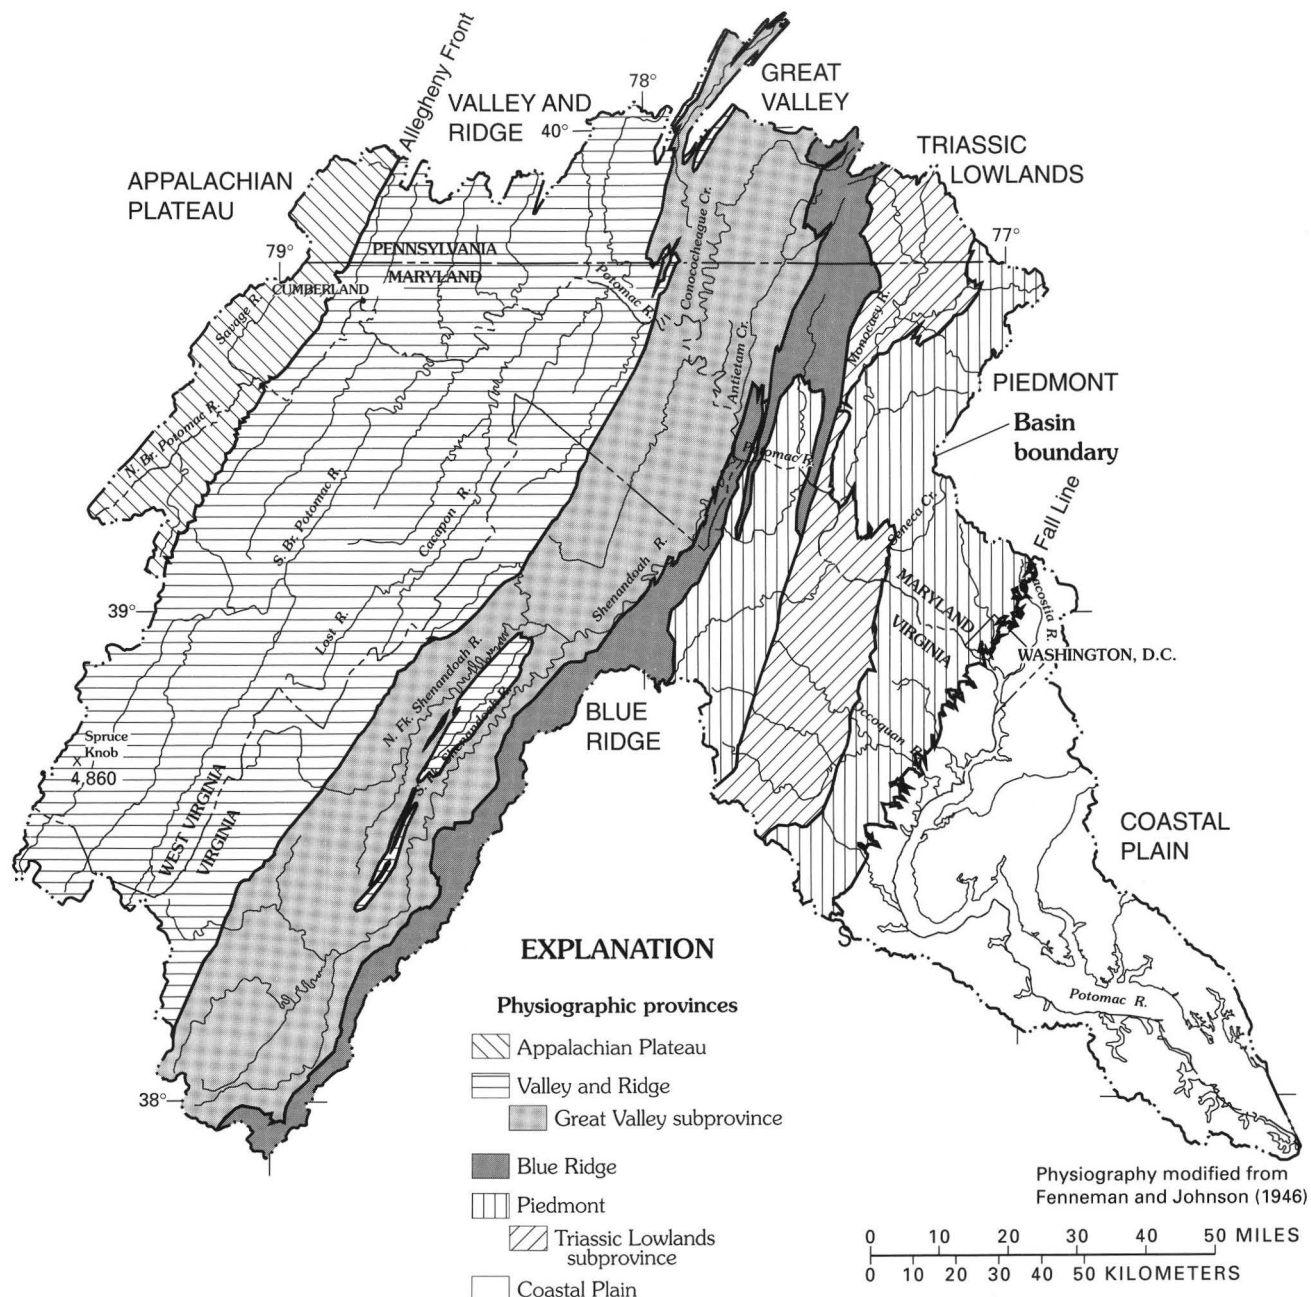 Allegheny Front
78°
GREAT
VALLEY
VALLEY AND
RIDGE
40°
TRIASSIC
LOWLANDS
APPALACHIAN
PLATEAU
79°
77°
PENNSYLVANIA
MARYLAND
CUMBERLAND
Savage R.
Potomac R.
Conococheague Cr.
Antietam Cr.
Monocacy R.
PIEDMONT
Basin
boundary
N. Br. Potomac R.
S. Br. Potomac R.
Cacapon R.
Potomac R.
Seneca Cr.
Fall Line
Shenandoah R.
39°
Lost R.
MARYLAND
VIRGINIA
Anacostia R.
WASHINGTON, D.C.
N. Fk. Shenandoah R.
S. Fk. Shenandoah R.
BLUE
RIDGE
Occoquan R.
Spruce
Knob
x
4,860
WEST VIRGINIA
VIRGINIA
COASTAL
PLAIN
Potomac R.
38°
EXPLANATION
Physiographic provinces
Appalachian Plateau
Valley and Ridge
Great Valley subprovince
Blue Ridge
Piedmont
Triassic Lowlands
subprovince
Coastal Plain
Physiography modified from
Fenneman and Johnson (1946)
0 10 20 30 40 50 MILES
0 10 20 30 40 50 KILOMETERS